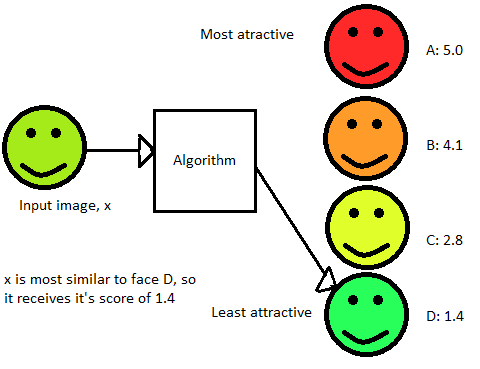 Most atractive
A: 5.0
B: 4.1
Algorithm
Input image, x
C: 2.8
x is most similar to face D, so
it receives it's score of 1.4
Least attractive
D: 1.4